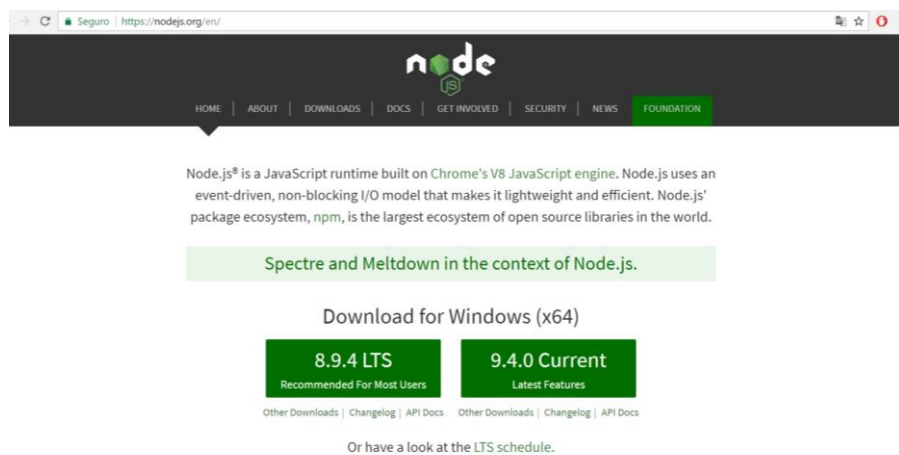 Seguro https://nodejs.org/en/
node
JS
HOME | ABOUT | DOWNLOADS | DOCS | GET INVOLVED | SECURITY | NEWS FOUNDATION
Node.js® is a JavaScript runtime built on Chrome's V8 JavaScript engine. Node.js uses an
event-driven, non-blocking I/O model that makes it lightweight and efficient. Node.js'
package ecosystem, npm, is the largest ecosystem of open source libraries in the world.
Spectre and Meltdown in the context of Node.js.
Download for Windows (x64)
8.9.4 LTS
Recommended For Most Users
9.4.0 Current
Latest Features
Other Downloads | Changelog | API Docs
Other Downloads | Changelog | API Docs
Or have a look at the LTS schedule.